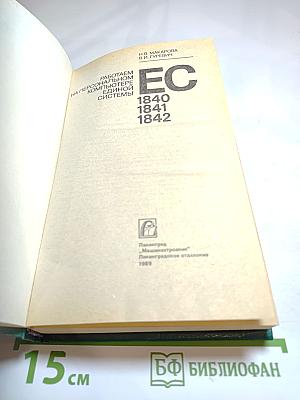 Н.В. МАКАРОВА
В.И. ГУРЕВИЧ
РАБОТАЕМ
НА ПЕРСОНАЛЬНОМ
КОМПЬЮТЕРЕ
ЕДИНОЙ
СИСТЕМЫ
ЕС
1840
1841
1842
Ленинград
„Машиностроение"
Ленинградское отделение
1989
15 СМ
БФ БИБЛИОФАН